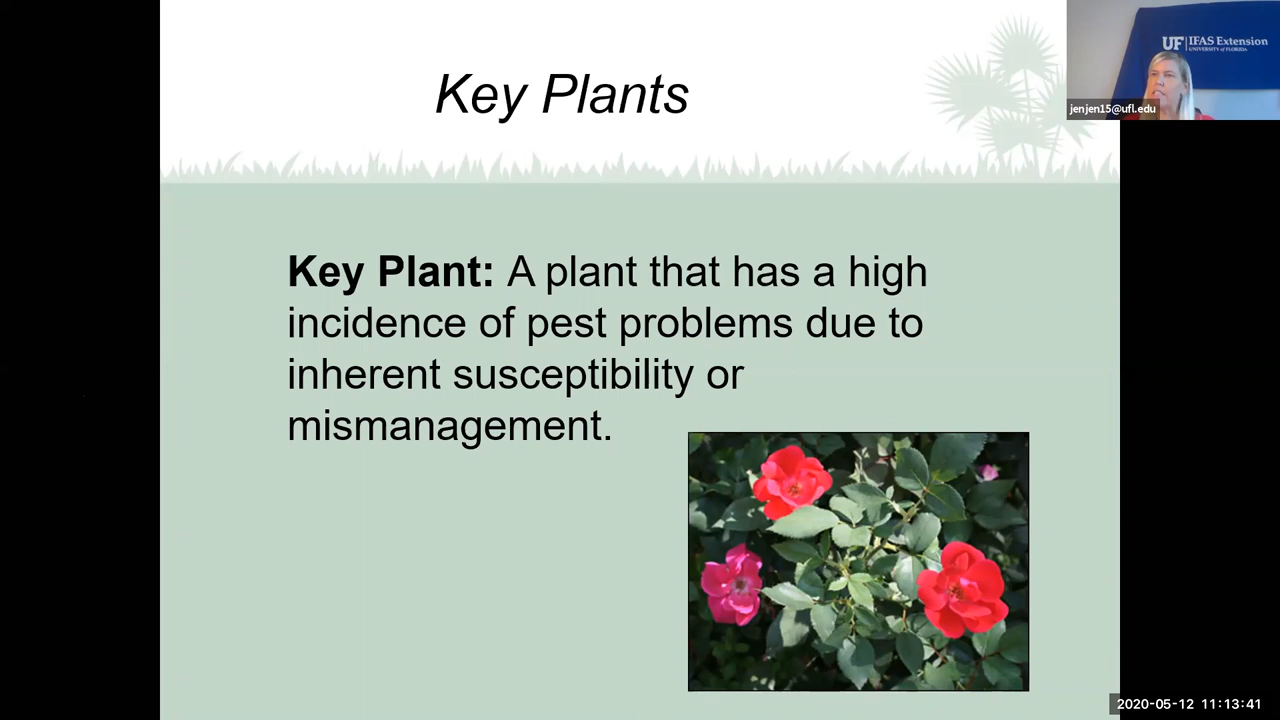 Key Plants
UF IFAS Extension
UNIVERSITY of FLORIDA
jenjen15@ufl.edu
Key Plant: A plant that has a high
incidence of pest problems due to
inherent susceptibility or
mismanagement.
2020-05-12 11:13:41